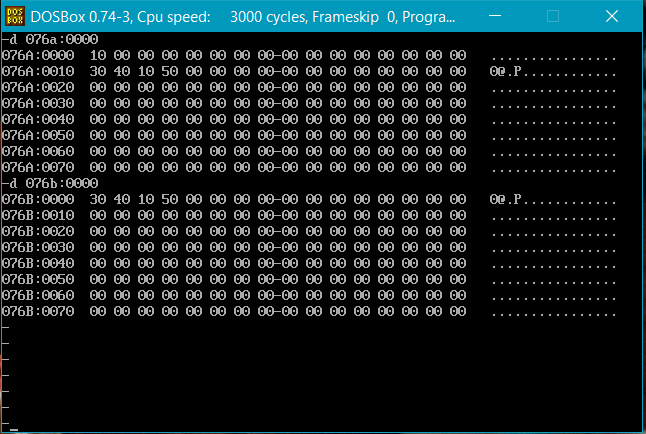 DOSBox 0.74-3, Cpu speed:    3000 cycles, Frameskip  0, Progra...
-d 076a:0000
076A:0000  10 00 00 00 00 00 00 00-00 00 00 00 00 00 00 00   ................
076A:0010  30 40 10 50 00 00 00 00-00 00 00 00 00 00 00 00   0@.P............
076A:0020  00 00 00 00 00 00 00 00-00 00 00 00 00 00 00 00   ................
076A:0030  00 00 00 00 00 00 00 00-00 00 00 00 00 00 00 00   ................
076A:0040  00 00 00 00 00 00 00 00-00 00 00 00 00 00 00 00   ................
076A:0050  00 00 00 00 00 00 00 00-00 00 00 00 00 00 00 00   ................
076A:0060  00 00 00 00 00 00 00 00-00 00 00 00 00 00 00 00   ................
076A:0070  00 00 00 00 00 00 00 00-00 00 00 00 00 00 00 00   ................
-d 076b:0000
076B:0000  30 40 10 50 00 00 00 00-00 00 00 00 00 00 00 00   0@.P............
076B:0010  00 00 00 00 00 00 00 00-00 00 00 00 00 00 00 00   ................
076B:0020  00 00 00 00 00 00 00 00-00 00 00 00 00 00 00 00   ................
076B:0030  00 00 00 00 00 00 00 00-00 00 00 00 00 00 00 00   ................
076B:0040  00 00 00 00 00 00 00 00-00 00 00 00 00 00 00 00   ................
076B:0050  00 00 00 00 00 00 00 00-00 00 00 00 00 00 00 00   ................
076B:0060  00 00 00 00 00 00 00 00-00 00 00 00 00 00 00 00   ................
076B:0070  00 00 00 00 00 00 00 00-00 00 00 00 00 00 00 00   ................
-
-
-
-
-
-
-_